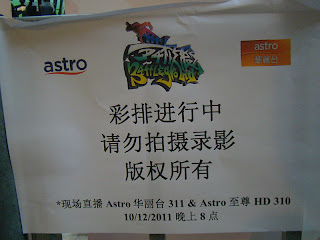 astro
astro
华丽台
彩排进行中
请勿拍摄录影
版权所有
*现场直播 Astro 华丽台 311 & Astro 至尊 HD 310
10/12/2011 晚上 8 点